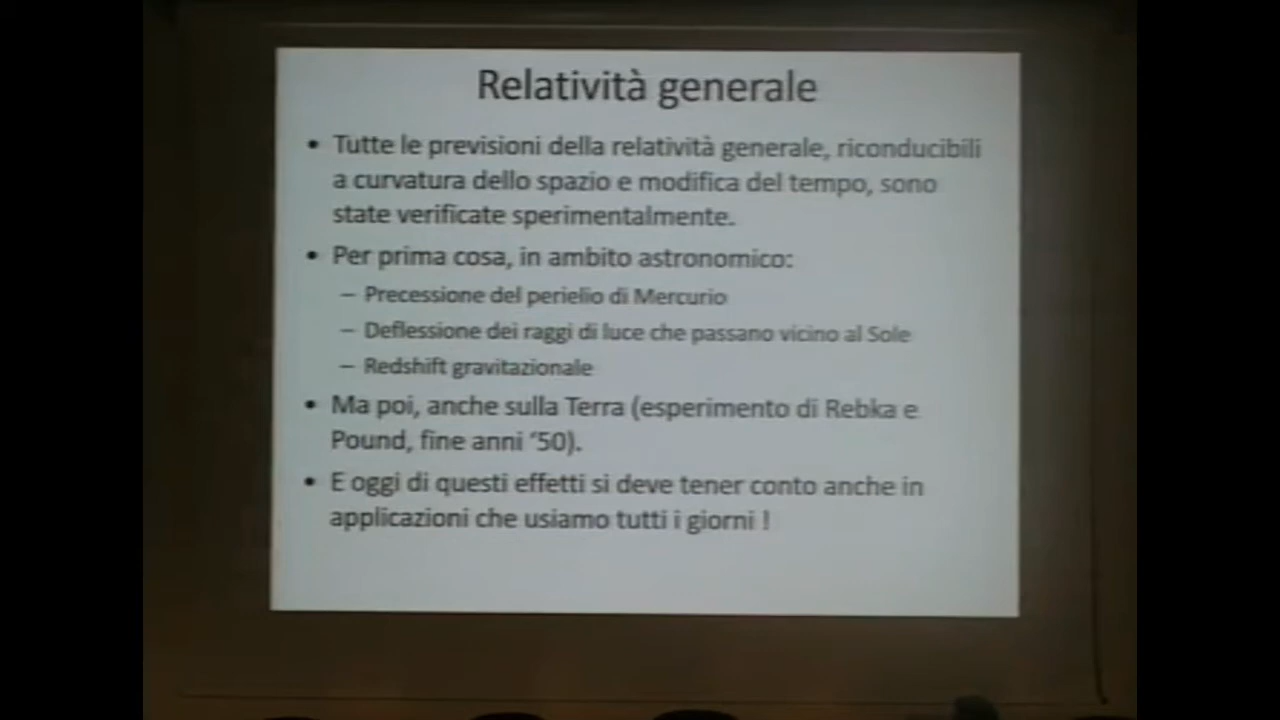 Relatività generale
• Tutte le previsioni della relatività generale, riconducibili
a curvatura dello spazio e modifica del tempo, sono
state verificate sperimentalmente.
• Per prima cosa, in ambito astronomico:
– Precessione del perielio di Mercurio
– Deflessione dei raggi di luce che passano vicino al Sole
– Redshift gravitazionale
• Ma poi, anche sulla Terra (esperimento di Rebka e
Pound, fine anni '50).
• E oggi di questi effetti si deve tener conto anche in
applicazioni che usiamo tutti i giorni !